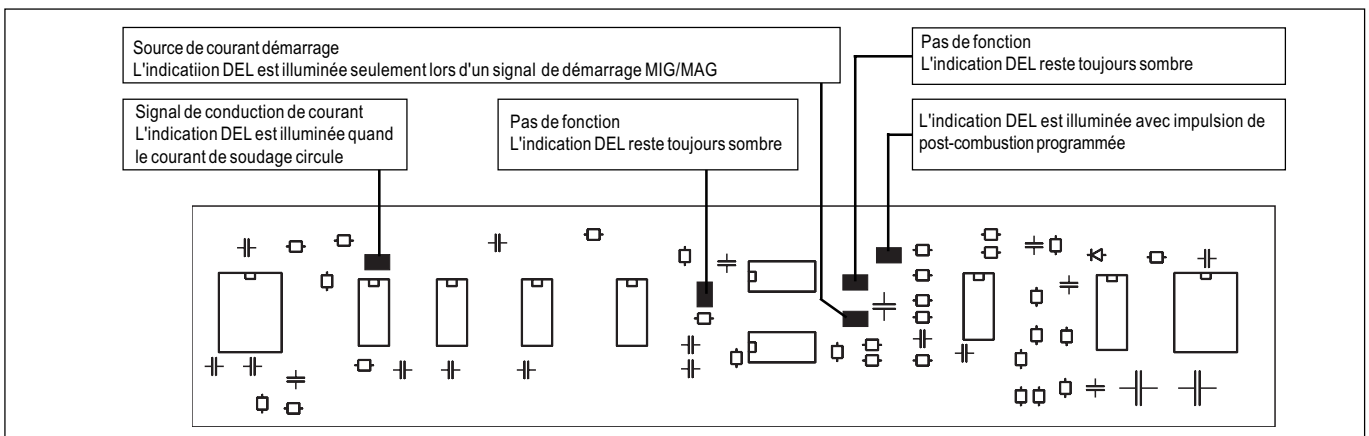 Source de courant démarrage
L'indicatiion DEL est illuminée seulement lors d'un signal de démarrage MIG/MAG
Signal de conduction de courant
L'indication DEL est illuminée quand
le courant de soudage circule
Pas de fonction
L'indication DEL reste toujours sombre
Pas de fonction
L'indication DEL reste toujours sombre
L'indication DEL est illuminée avec impulsion de
post-combustion programmée